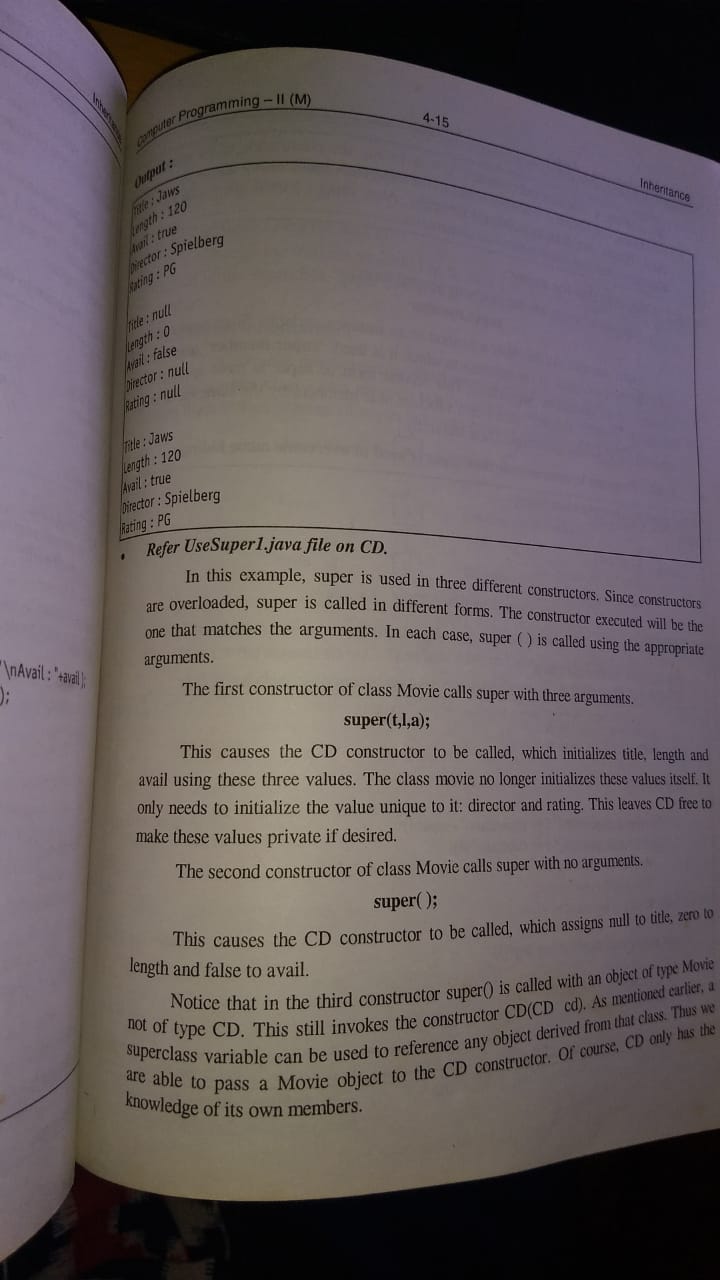 Inheritance
"\nAvail : "+avail );
);
Computer Programming – II (M)
4-15
Inheritance
Output :
Title : Jaws
Length : 120
Avail : true
Director : Spielberg
Rating : PG
Title : null
Length : 0
Avail : false
Director : null
Rating : null
Title : Jaws
Length : 120
Avail : true
Director : Spielberg
Rating : PG
• Refer UseSuper1.java file on CD.
In this example, super is used in three different constructors. Since constructors
are overloaded, super is called in different forms. The constructor executed will be the
one that matches the arguments. In each case, super ( ) is called using the appropriate
arguments.
The first constructor of class Movie calls super with three arguments.
super(t,l,a);
This causes the CD constructor to be called, which initializes title, length and
avail using these three values. The class movie no longer initializes these values itself. It
only needs to initialize the value unique to it: director and rating. This leaves CD free to
make these values private if desired.
The second constructor of class Movie calls super with no arguments.
super( );
This causes the CD constructor to be called, which assigns null to title, zero to
length and false to avail.
Notice that in the third constructor super() is called with an object of type Movie
not of type CD. This still invokes the constructor CD(CD cd). As mentioned earlier, a
superclass variable can be used to reference any object derived from that class. Thus we
are able to pass a Movie object to the CD constructor. Of course, CD only has the
knowledge of its own members.